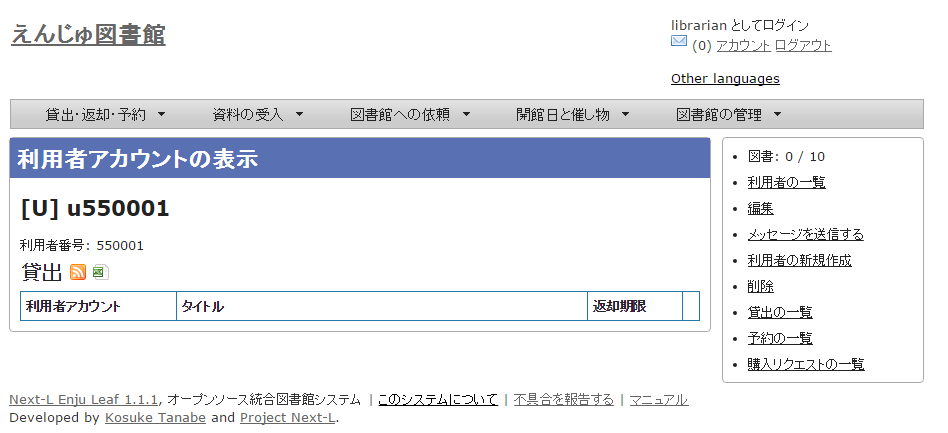 えんじゅ図書館
librarian としてログイン
(0) アカウント ログアウト
Other languages
貸出・返却・予約 資料の受入 図書館への依頼 開館日と催し物 図書館の管理
利用者アカウントの表示
[U] u550001
利用者番号: 550001
貸出
利用者アカウント タイトル 返却期限
図書: 0 / 10
利用者の一覧
編集
メッセージを送信する
利用者の新規作成
削除
貸出の一覧
予約の一覧
購入リクエストの一覧
Next-L Enju Leaf 1.1.1, オープンソース統合図書館システム | このシステムについて | 不具合を報告する | マニュアル
Developed by Kosuke Tanabe and Project Next-L.